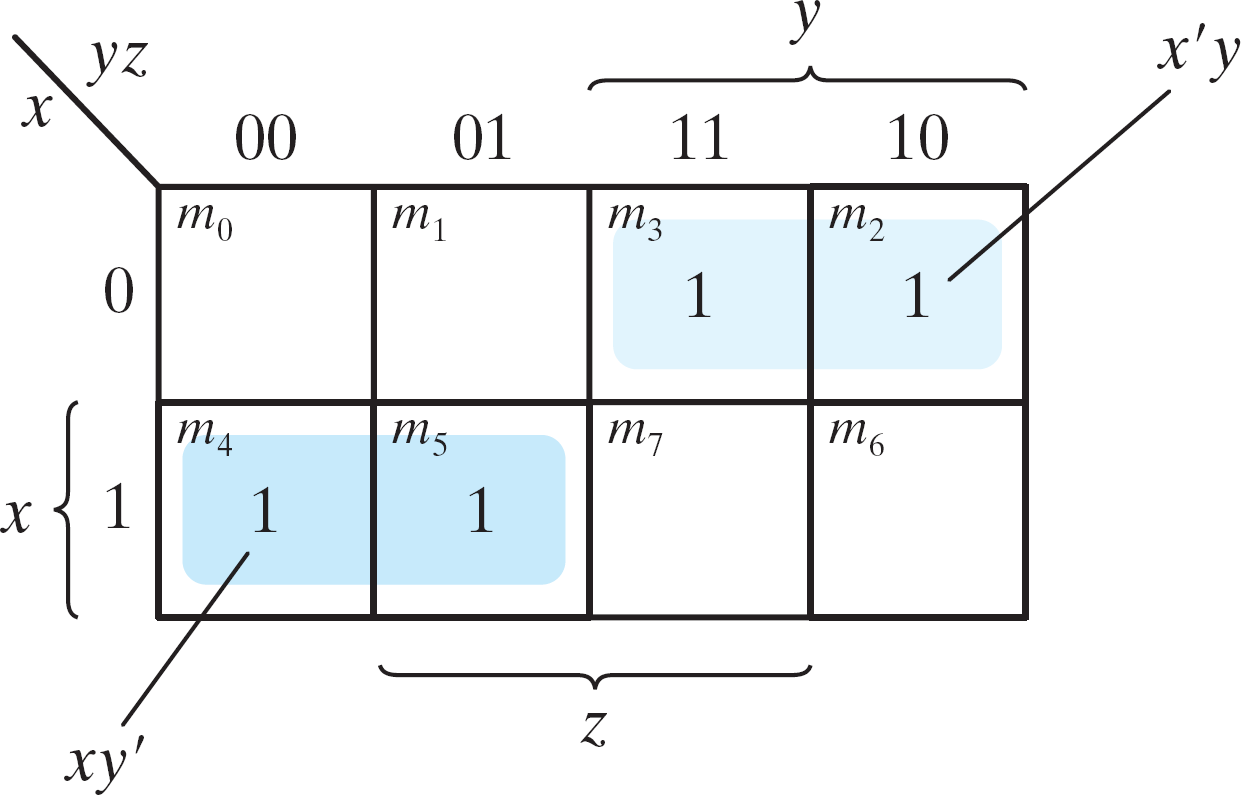 y
x′y
yz
x
00 01 11 10
m₀ m₁ m₃ m₂
0 1 1
m₄ m₅ m₇ m₆
x 1 1 1
z
xy′